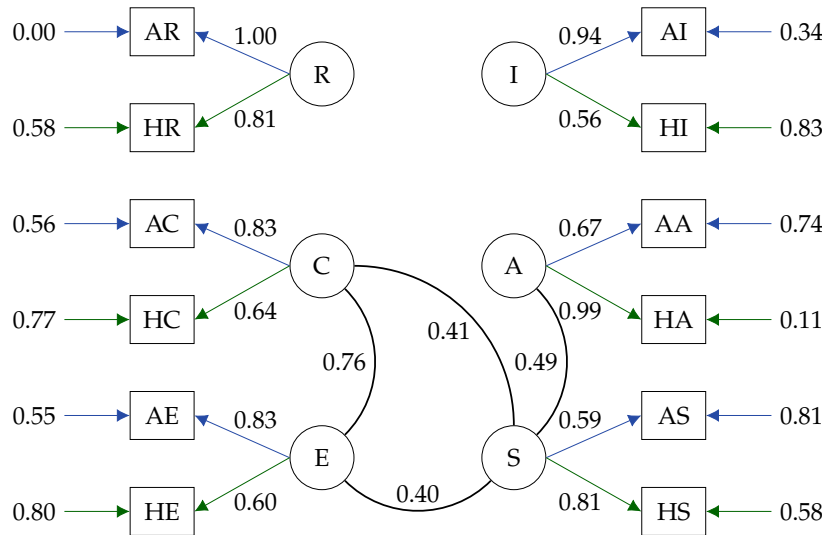 0.00 AR 1.00 R I 0.94 AI 0.34
0.58 HR 0.81 0.56 HI 0.83
0.56 AC 0.83 C A 0.67 AA 0.74
0.77 HC 0.64 0.99 HA 0.11
0.76 0.41 0.49
0.55 AE 0.83 E S 0.59 AS 0.81
0.80 HE 0.60 0.40 0.81 HS 0.58